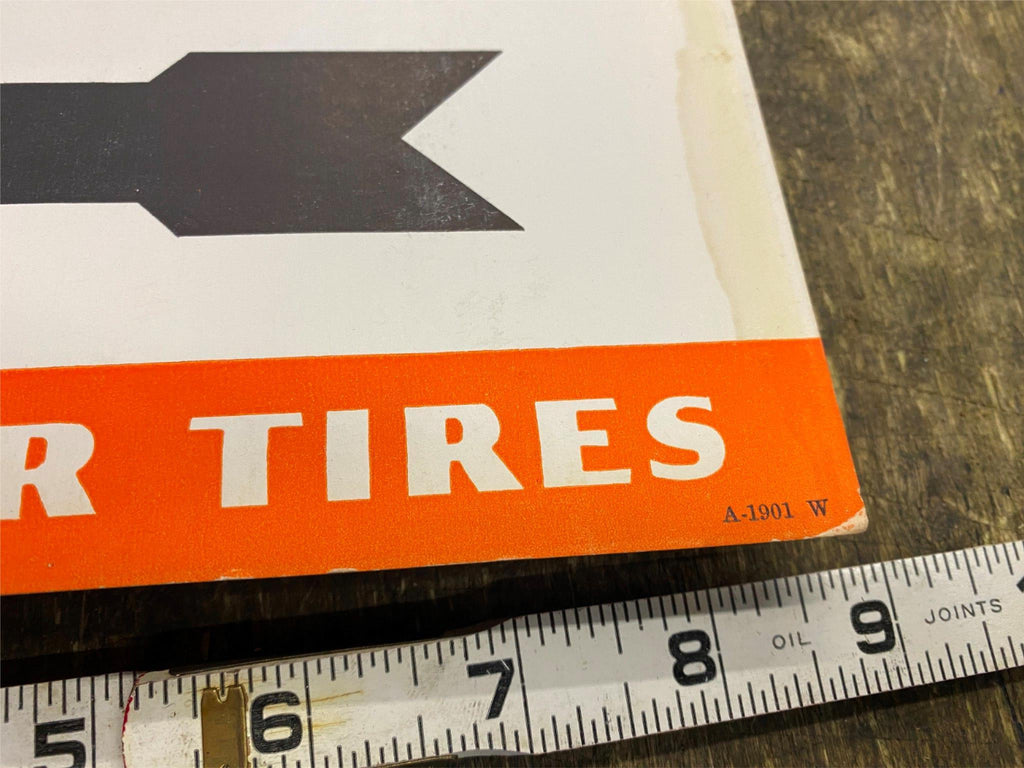 R TIRES
A-1901 W
5 6 7 8 OIL 9 JOINTS